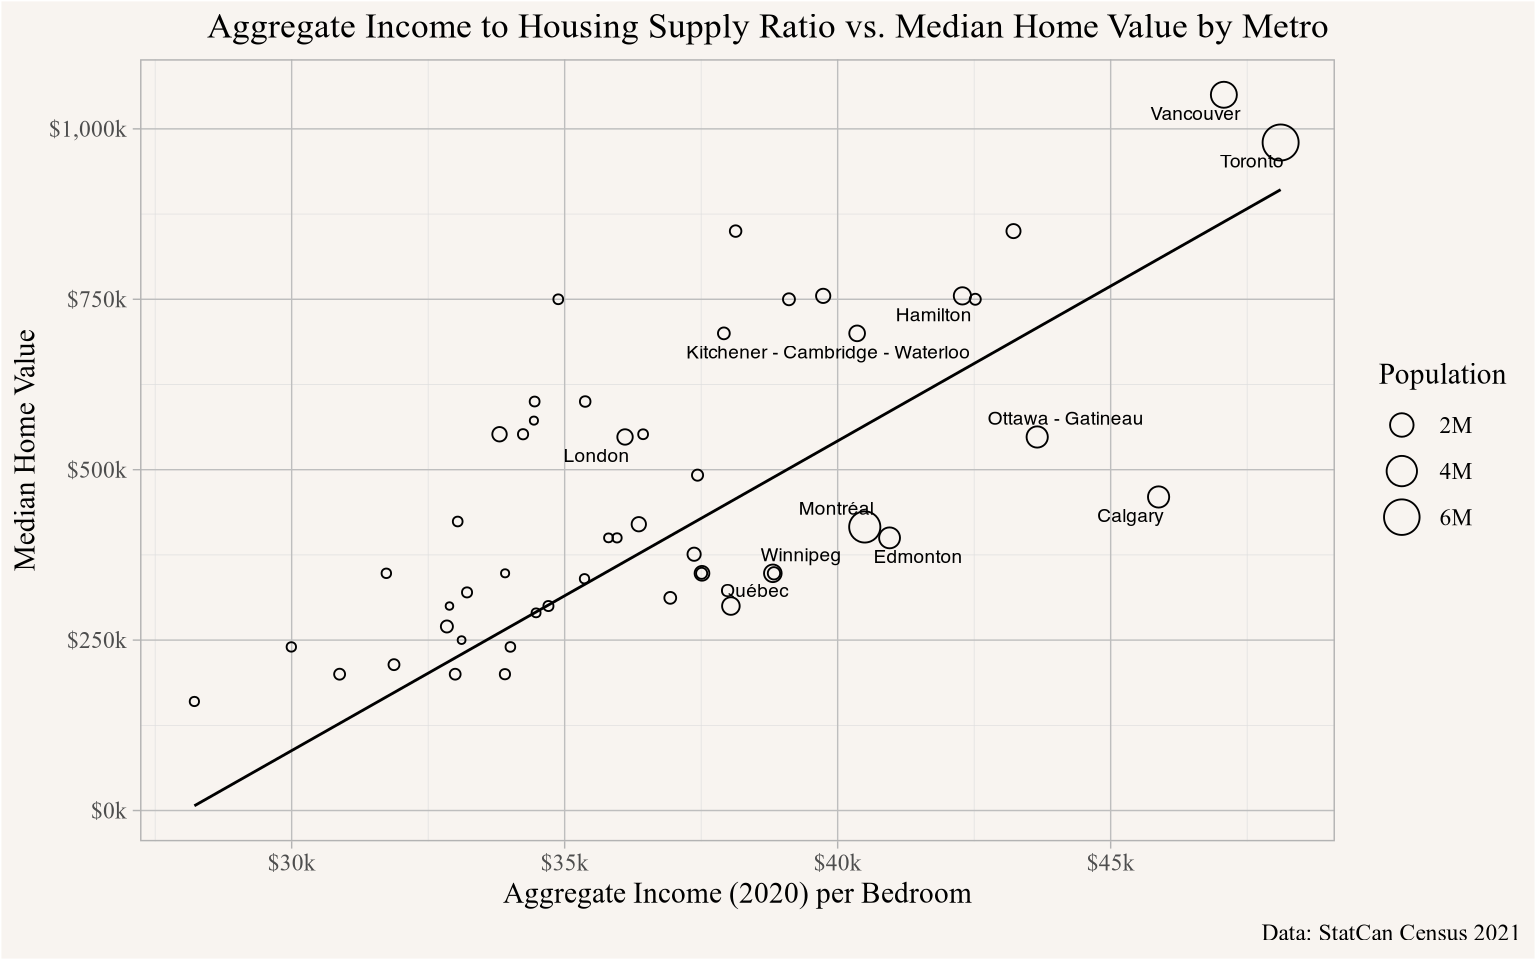 Aggregate Income to Housing Supply Ratio vs. Median Home Value by Metro
Median Home Value
$1,000k
$750k
$500k
$250k
$0k
Vancouver
Toronto
Hamilton
Kitchener - Cambridge - Waterloo
Ottawa - Gatineau
London
Montréal
Calgary
Winnipeg
Edmonton
Québec
$30k
$35k
$40k
$45k
Aggregate Income (2020) per Bedroom
Population
2M
4M
6M
Data: StatCan Census 2021